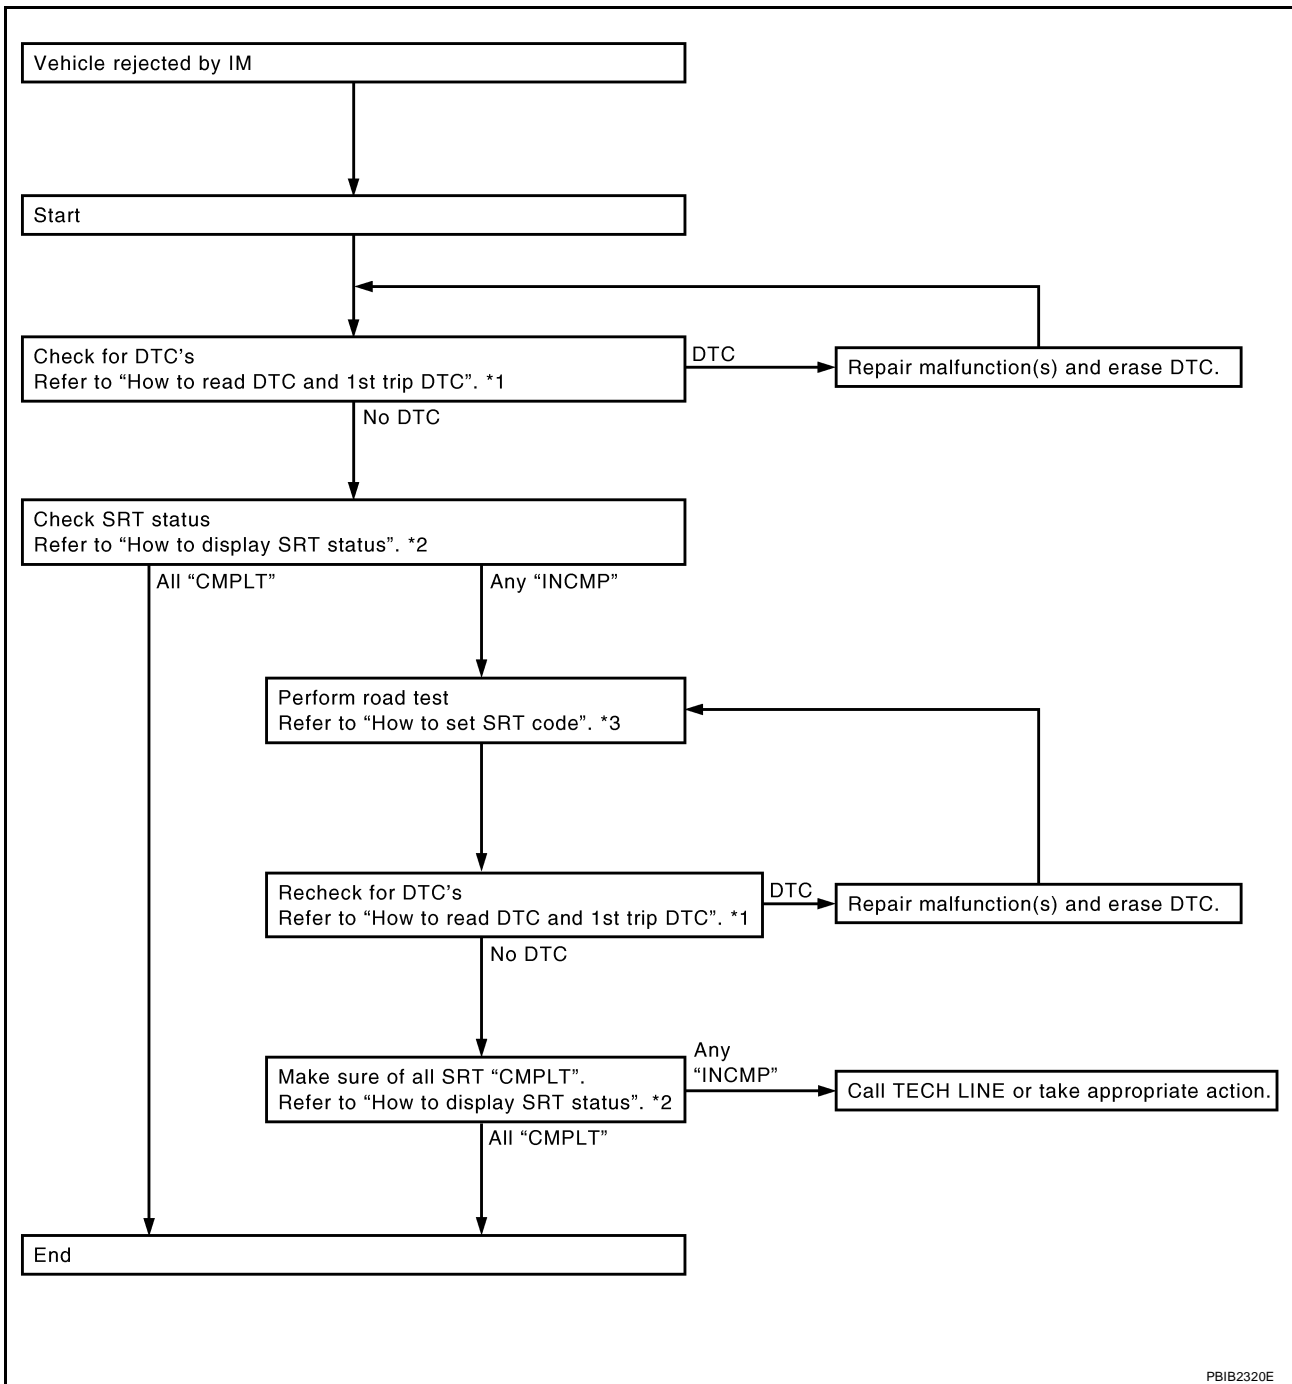 Vehicle rejected by IM
Start
Check for DTC's
Refer to “How to read DTC and 1st trip DTC”. *1
DTC
Repair malfunction(s) and erase DTC.
No DTC
Check SRT status
Refer to “How to display SRT status”. *2
All “CMPLT”
Any “INCMP”
Perform road test
Refer to “How to set SRT code”. *3
Recheck for DTC's
Refer to “How to read DTC and 1st trip DTC”. *1
DTC
Repair malfunction(s) and erase DTC.
No DTC
Make sure of all SRT “CMPLT”.
Refer to “How to display SRT status”. *2
Any
“INCMP”
Call TECH LINE or take appropriate action.
All “CMPLT”
End
PBIB2320E